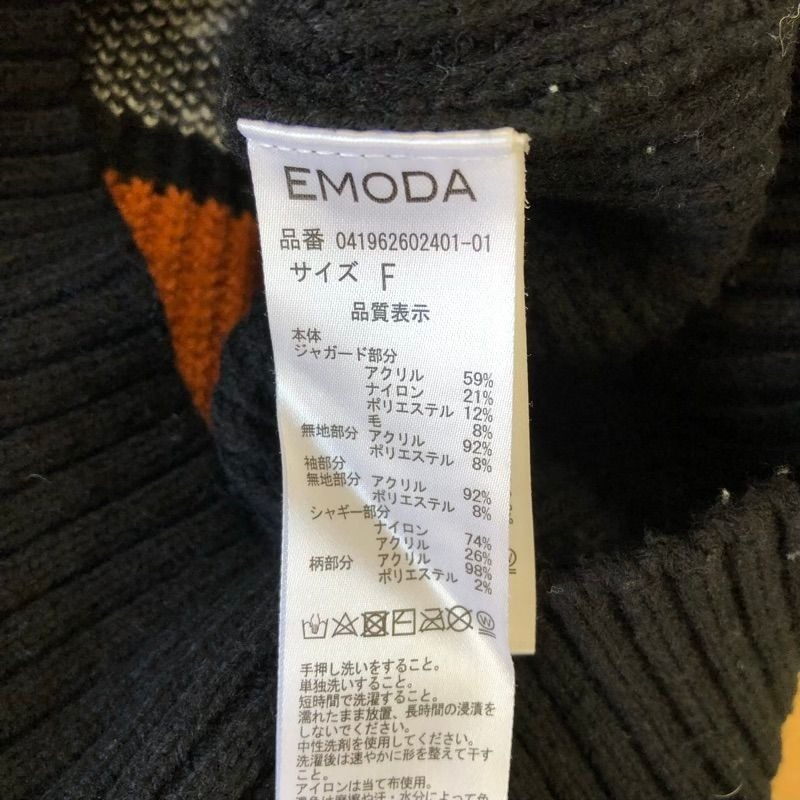 EMODA
品番 041962602401-01
サイズ F
品質表示
本体
ジャガード部分
アクリル 59%
ナイロン 21%
ポリエステル 12%
毛 8%
無地部分 アクリル 92%
ポリエステル 8%
袖部分
無地部分 アクリル 92%
ポリエステル 8%
シャギー部分
ナイロン 74%
アクリル 26%
柄部分 アクリル 98%
ポリエステル 2%
手押し洗いをすること。
単独洗いすること。
短時間で洗濯すること。
濡れたまま放置、長時間の浸漬を
しないでください。
中性洗剤を使用してください。
洗濯後は速やかに形を整えて干す
こと。
アイロンは当て布使用。